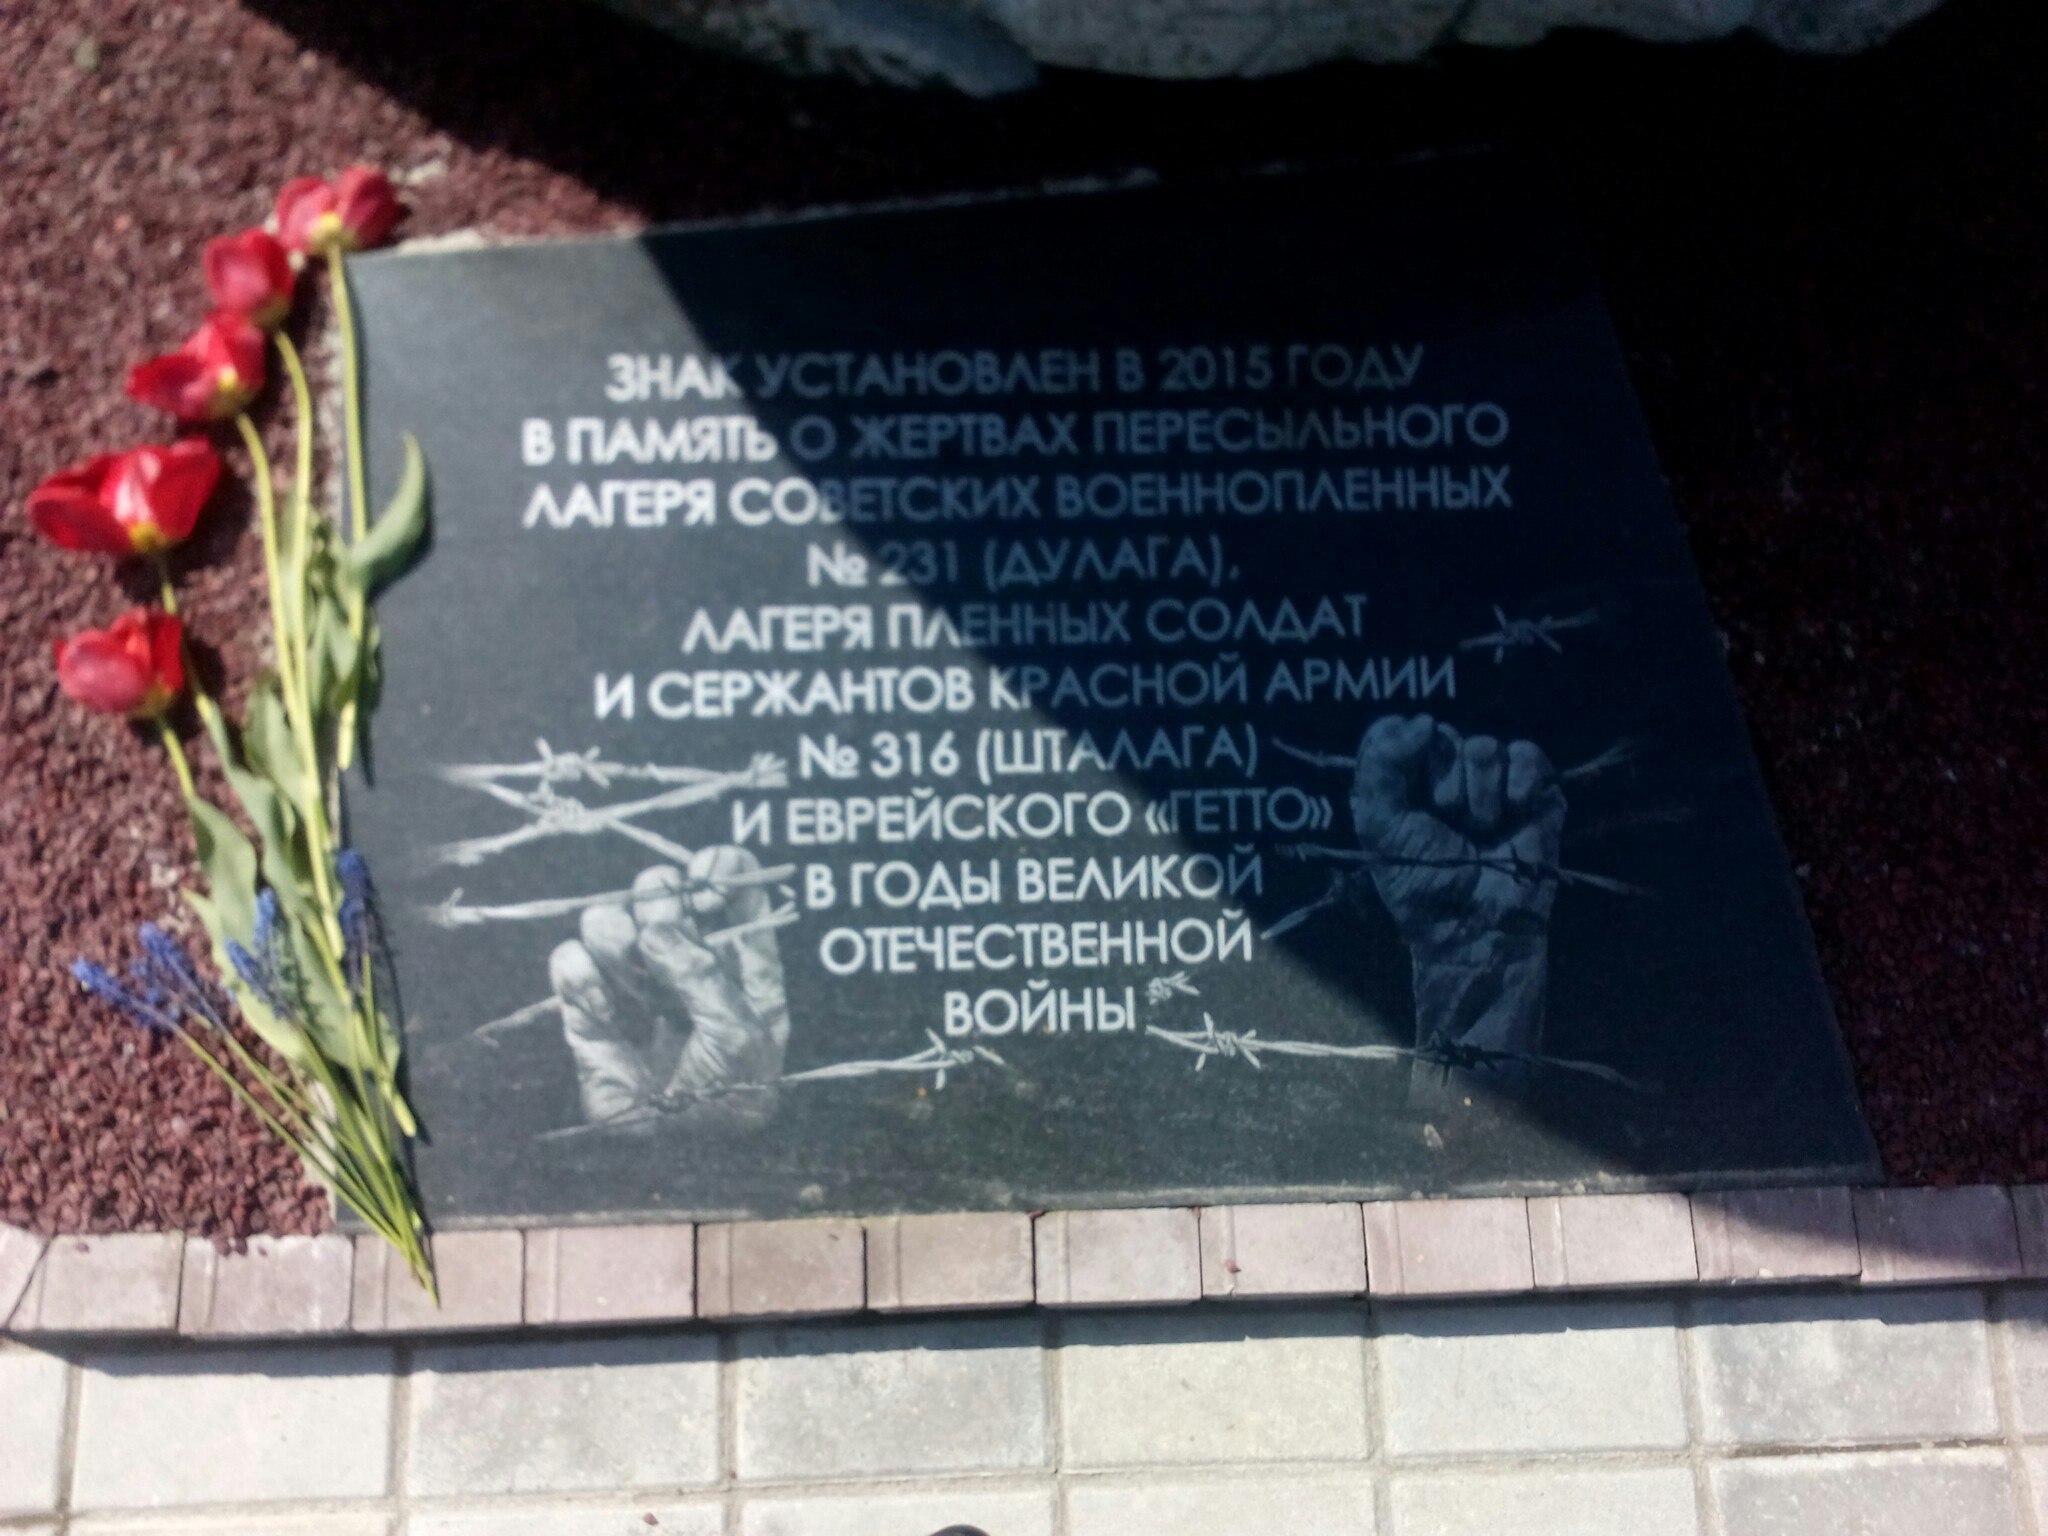 ЗНАК УСТАНОВЛЕН В 2015 ГОДУ
В ПАМЯТЬ О ЖЕРТВАХ ПЕРЕСЫЛЬНОГО
ЛАГЕРЯ СОВЕТСКИХ ВОЕННОПЛЕННЫХ
№ 231 (ДУЛАГА),
ЛАГЕРЯ ПЛЕННЫХ СОЛДАТ
И СЕРЖАНТОВ КРАСНОЙ АРМИИ
№ 316 (ШТАЛАГА)
И ЕВРЕЙСКОГО «ГЕТТО»
В ГОДЫ ВЕЛИКОЙ
ОТЕЧЕСТВЕННОЙ
ВОЙНЫ